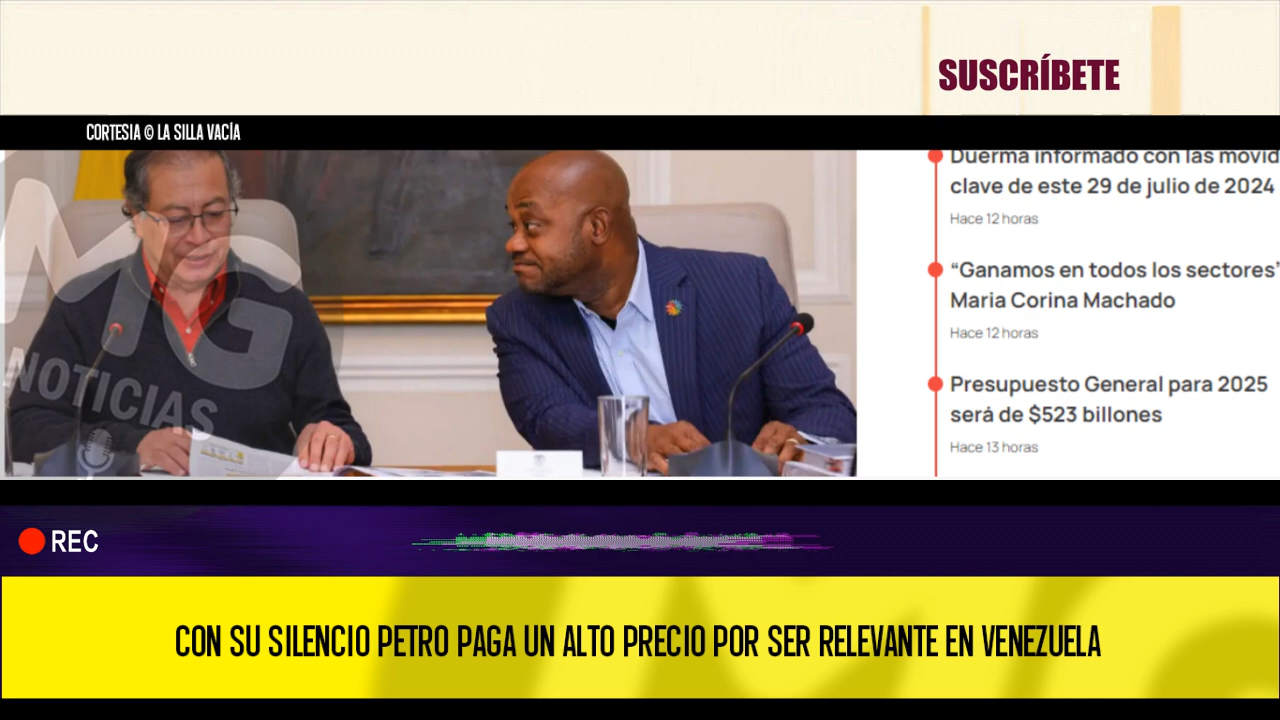 SUSCRÍBETE
CORTESIA © LA SILLA VACÍA
Duerma informado con las movid
clave de este 29 de julio de 2024
Hace 12 horas
“Ganamos en todos los sectores”
Maria Corina Machado
Hace 12 horas
Presupuesto General para 2025
será de $523 billones
Hace 13 horas
MG
NOTICIAS
REC
CON SU SILENCIO PETRO PAGA UN ALTO PRECIO POR SER RELEVANTE EN VENEZUELA